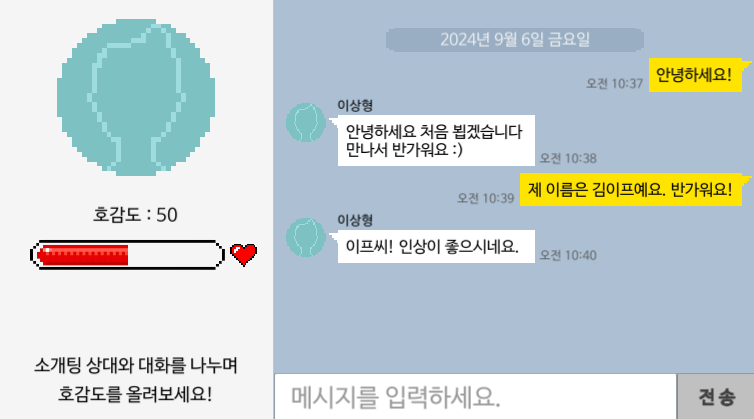 호감도 : 50
소개팅 상대와 대화를 나누며
호감도를 올려보세요!
2024년 9월 6일 금요일
오전 10:37 안녕하세요!
이상형
안녕하세요 처음 뵙겠습니다
만나서 반가워요 :)
오전 10:38
오전 10:39 제 이름은 김이프예요. 반가워요!
이상형
이프씨! 인상이 좋으시네요.
오전 10:40
메시지를 입력하세요.
전송